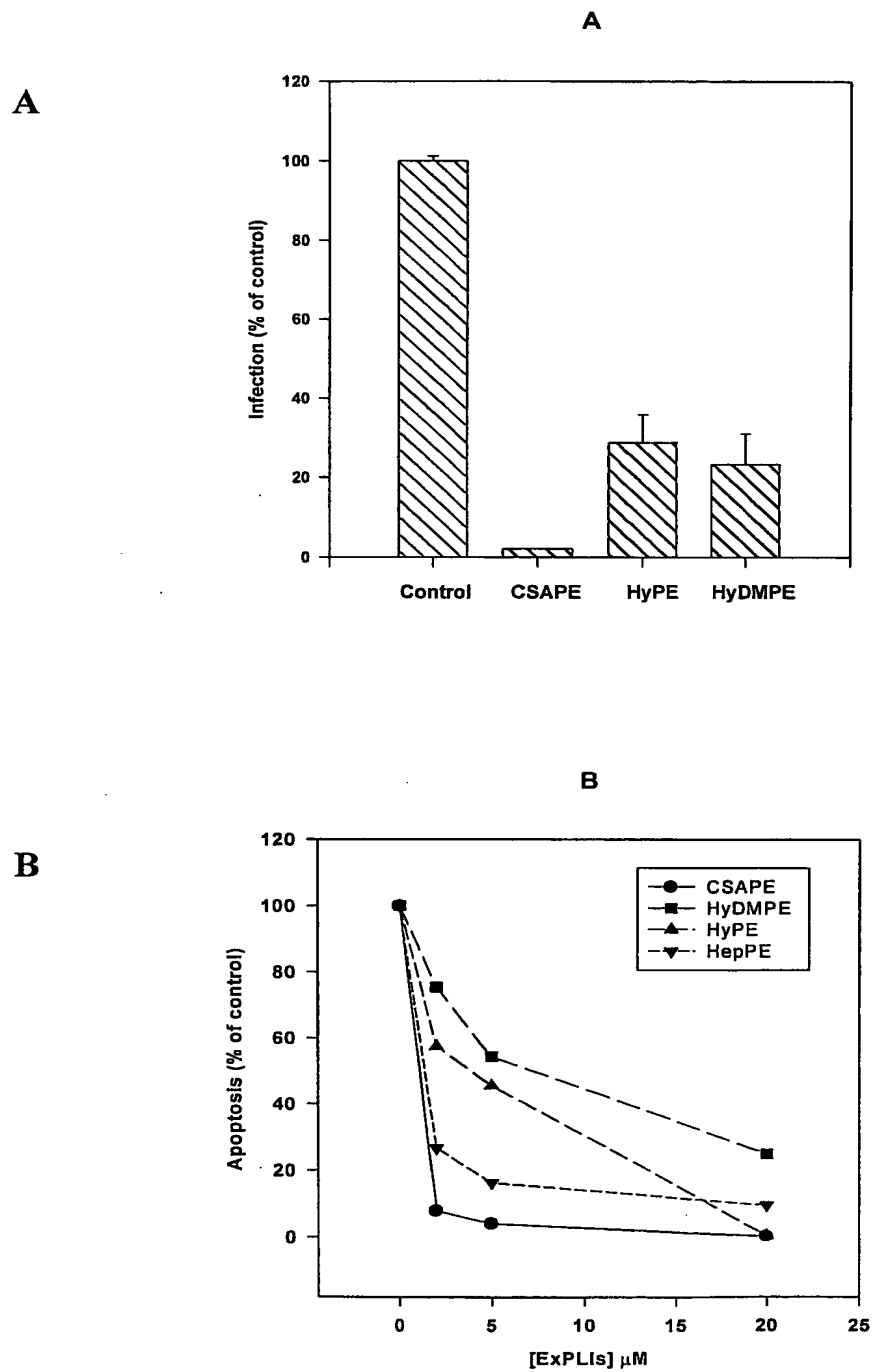 A
A
120
100
80
60
40
20
0
Infection (% of control)
Control CSAPE HyPE HyDMPE
B
B
120
100
80
60
40
20
0
Apoptosis (% of control)
CSAPE
HyDMPE
HyPE
HepPE
0 5 10 15 20 25
[ExPLIs] µM